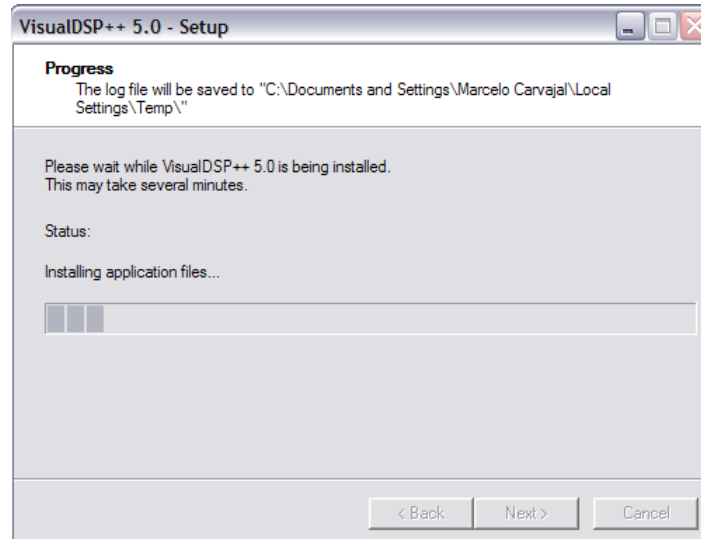 VisualDSP++ 5.0 - Setup
Progress
The log file will be saved to "C:\Documents and Settings\Marcelo Carvajal\Local
Settings\Temp\"
Please wait while VisualDSP++ 5.0 is being installed.
This may take several minutes.
Status:
Installing application files...
< Back
Next >
Cancel